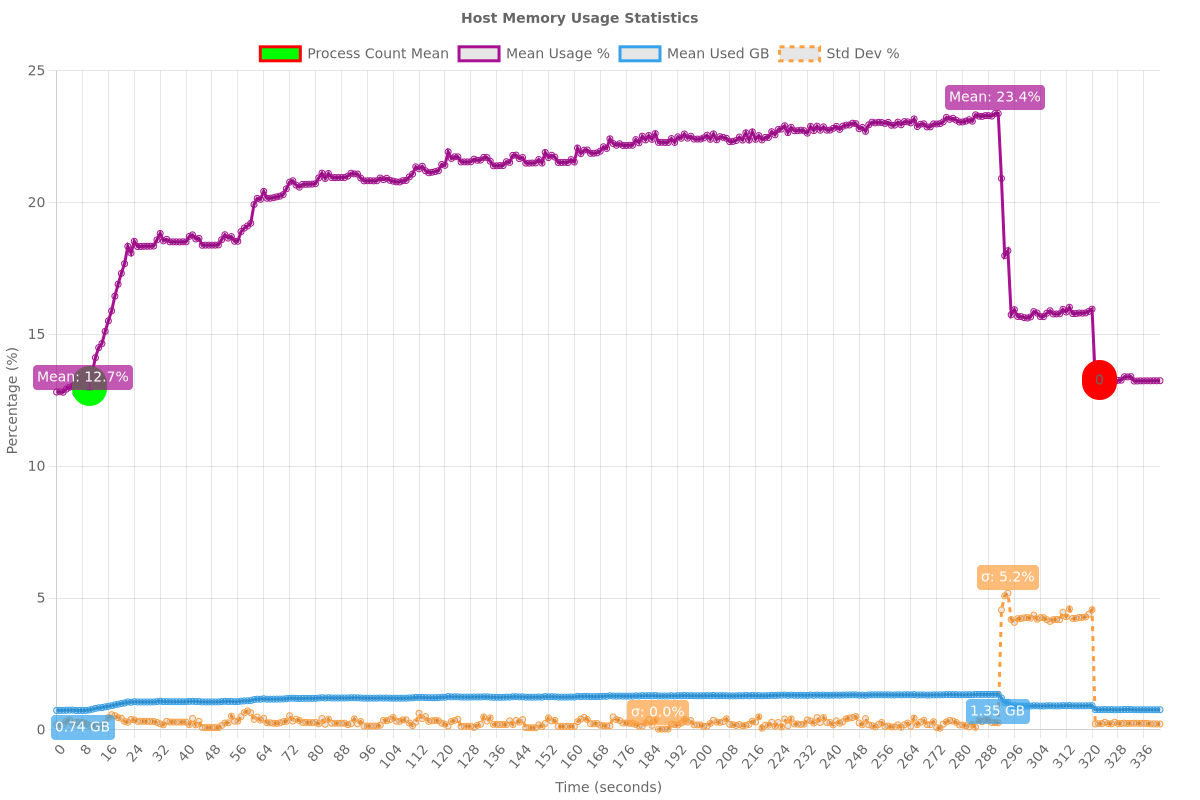 Host Memory Usage Statistics
Process Count Mean Mean Usage % Mean Used GB Std Dev %
25
Mean: 23.4%
20
15
Mean: 12.7%
0
Percentage (%)
10
σ: 5.2%
5
σ: 0.0%
1.35 GB
0.74 GB
0
0 8 16 24 32 40 48 56 64 72 80 88 96 104 112 120 128 136 144 152 160 168 176 184 192 200 208 216 224 232 240 248 256 264 272 280 288 296 304 312 320 328 336
Time (seconds)